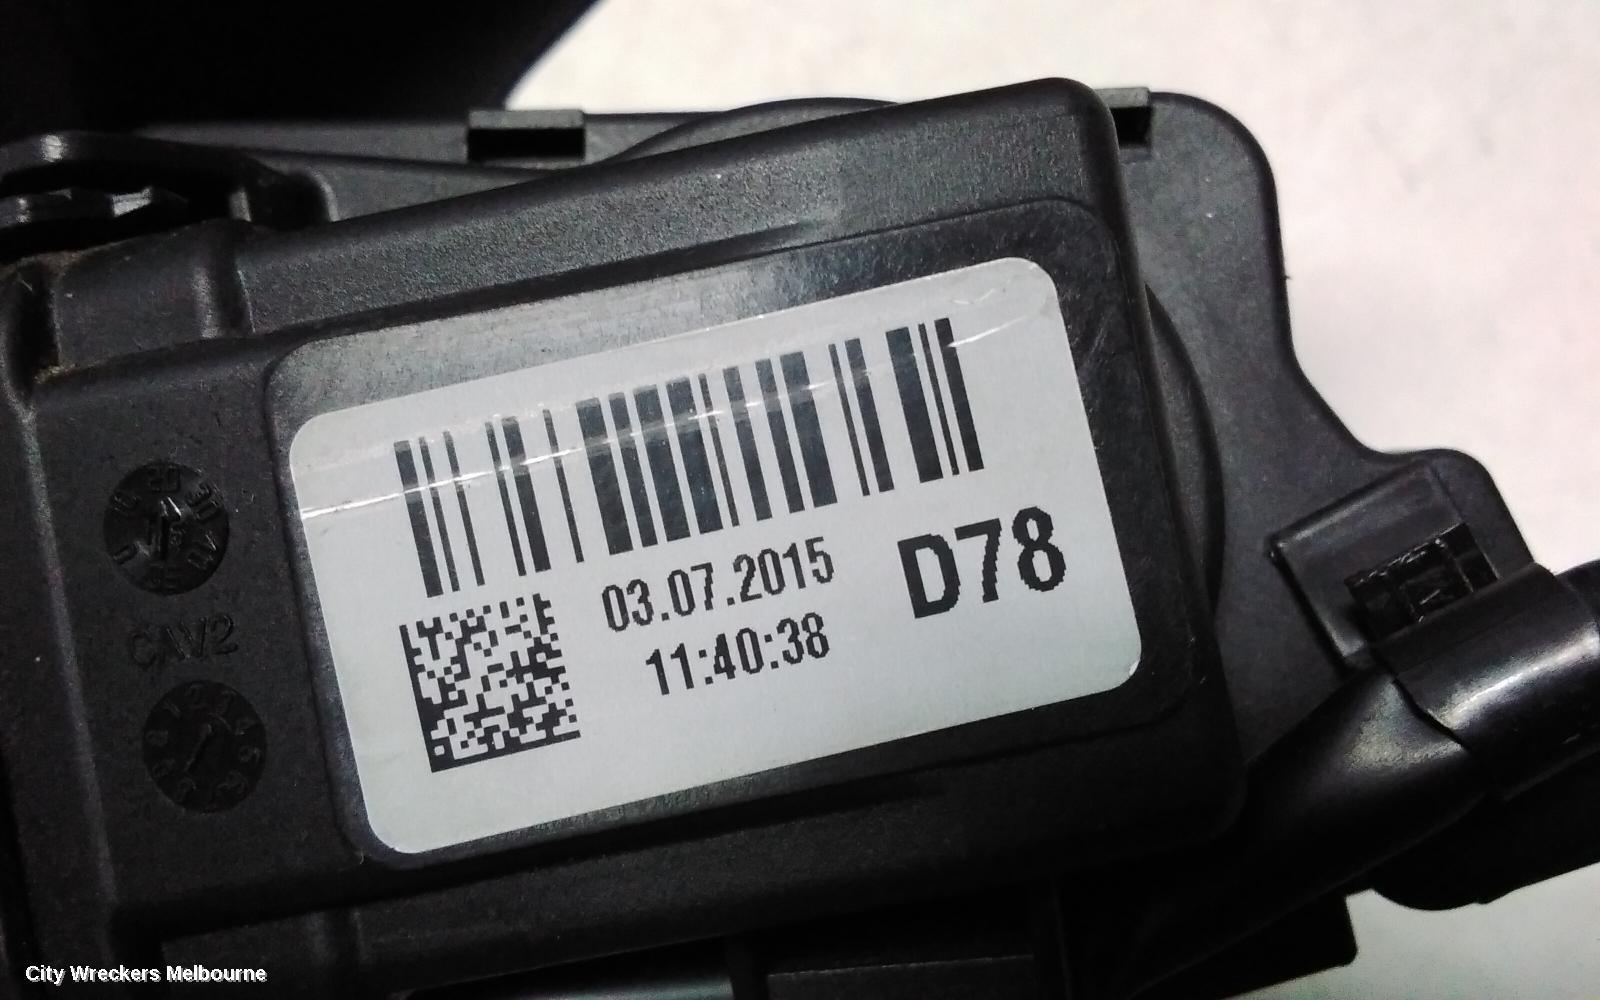 03.07.2015
11:40:38
D78
CAV2
City Wreckers Melbourne